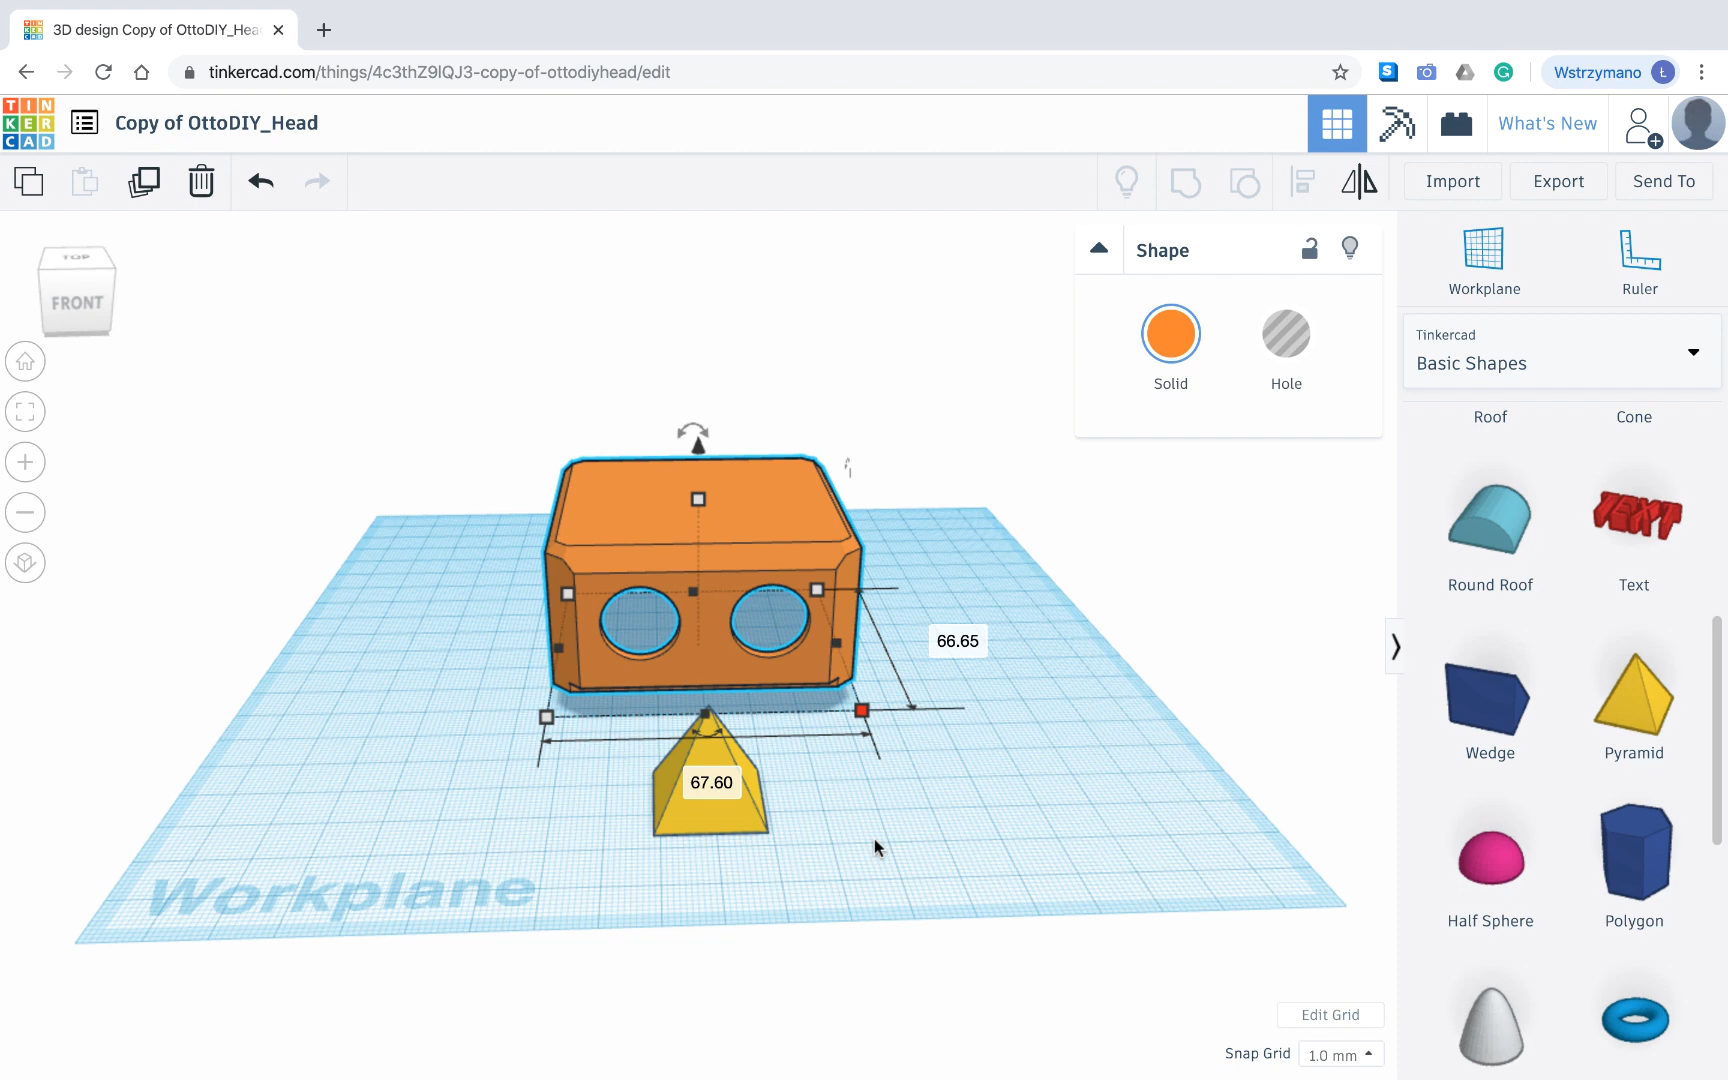 3D design Copy of OttoDIY_Hea
tinkercad.com/things/4c3thZ9lQJ3-copy-of-ottodiyhead/edit
Wstrzymano
Ł
TIN
KER
CAD
Copy of OttoDIY_Head
What's New
Import
Export
Send To
TOP
FRONT
Shape
Solid
Hole
Workplane
Ruler
Tinkercad
Basic Shapes
Roof
Cone
Round Roof
TEXT
Text
Wedge
Pyramid
Half Sphere
Polygon
66.65
67.60
Workplane
Edit Grid
Snap Grid
1.0 mm